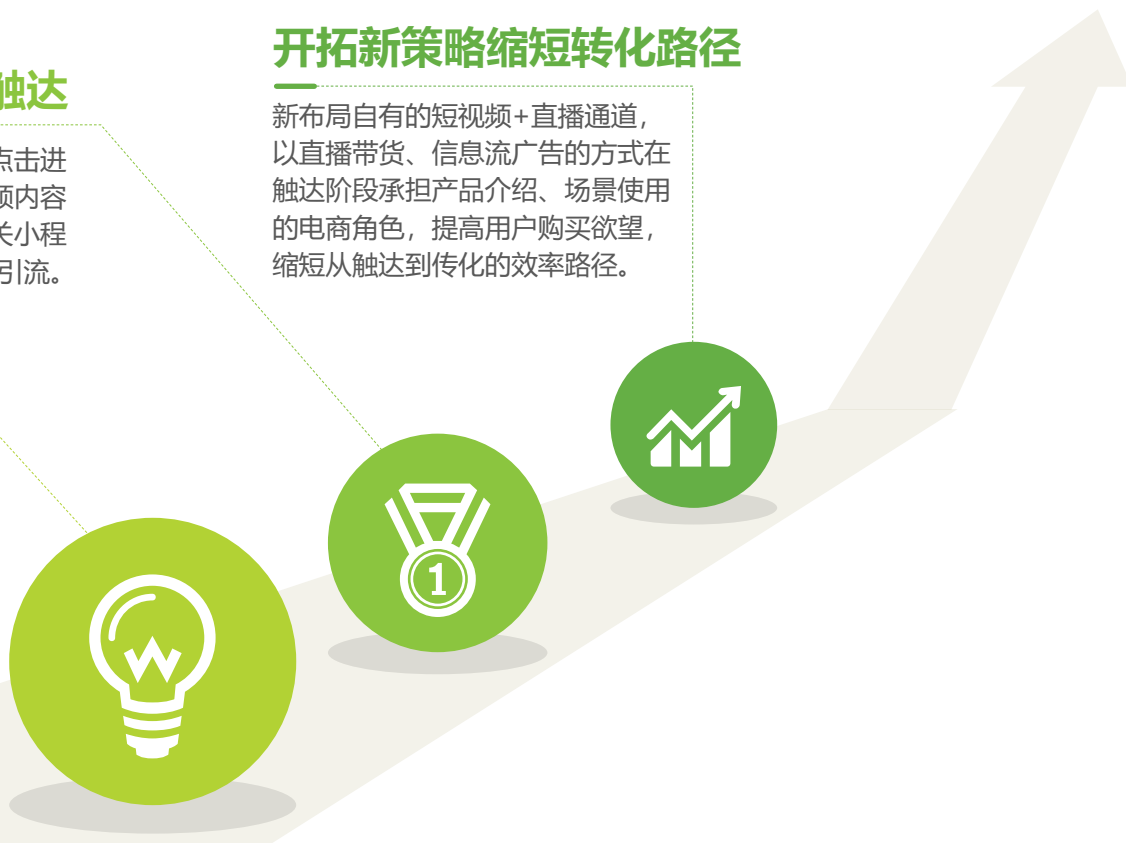 触达
点击进
频内容
关小程
引流。
开拓新策略缩短转化路径
新布局自有的短视频+直播通道，
以直播带货、信息流广告的方式在
触达阶段承担产品介绍、场景使用
的电商角色，提高用户购买欲望，
缩短从触达到传化的效率路径。
1